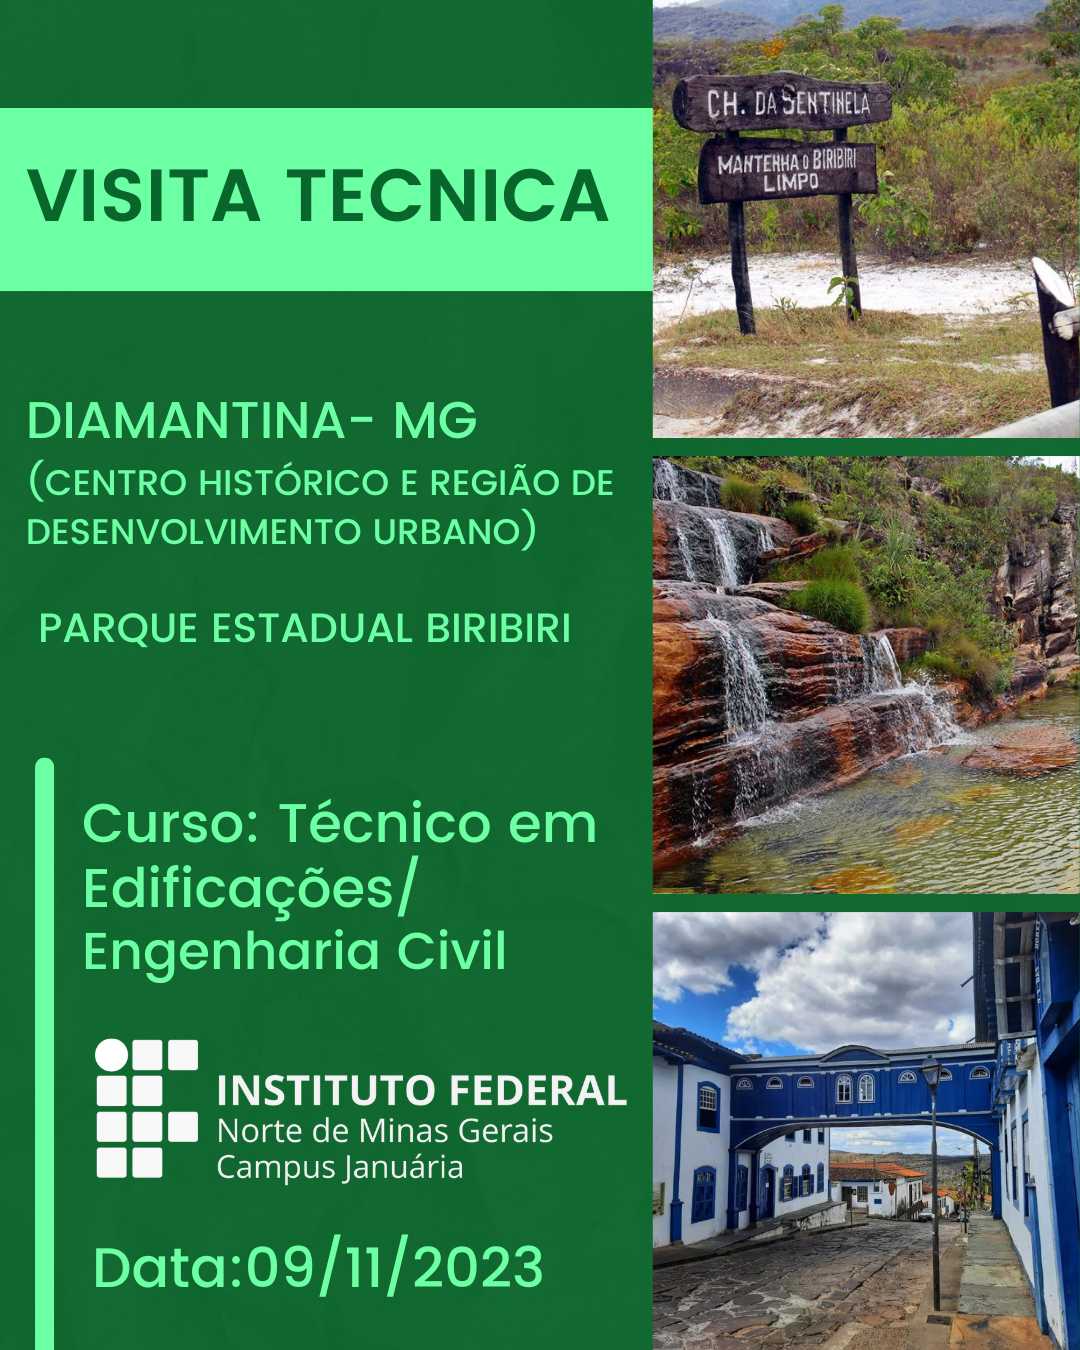 VISITA TECNICA
DIAMANTINA- MG
(CENTRO HISTÓRICO E REGIÃO DE
DESENVOLVIMENTO URBANO)
PARQUE ESTADUAL BIRIBIRI
Curso: Técnico em
Edificações/
Engenharia Civil
INSTITUTO FEDERAL
Norte de Minas Gerais
Campus Januária
Data:09/11/2023
CH. DA SENTINELA
MANTENHA O BIRIBIRI
LIMPO